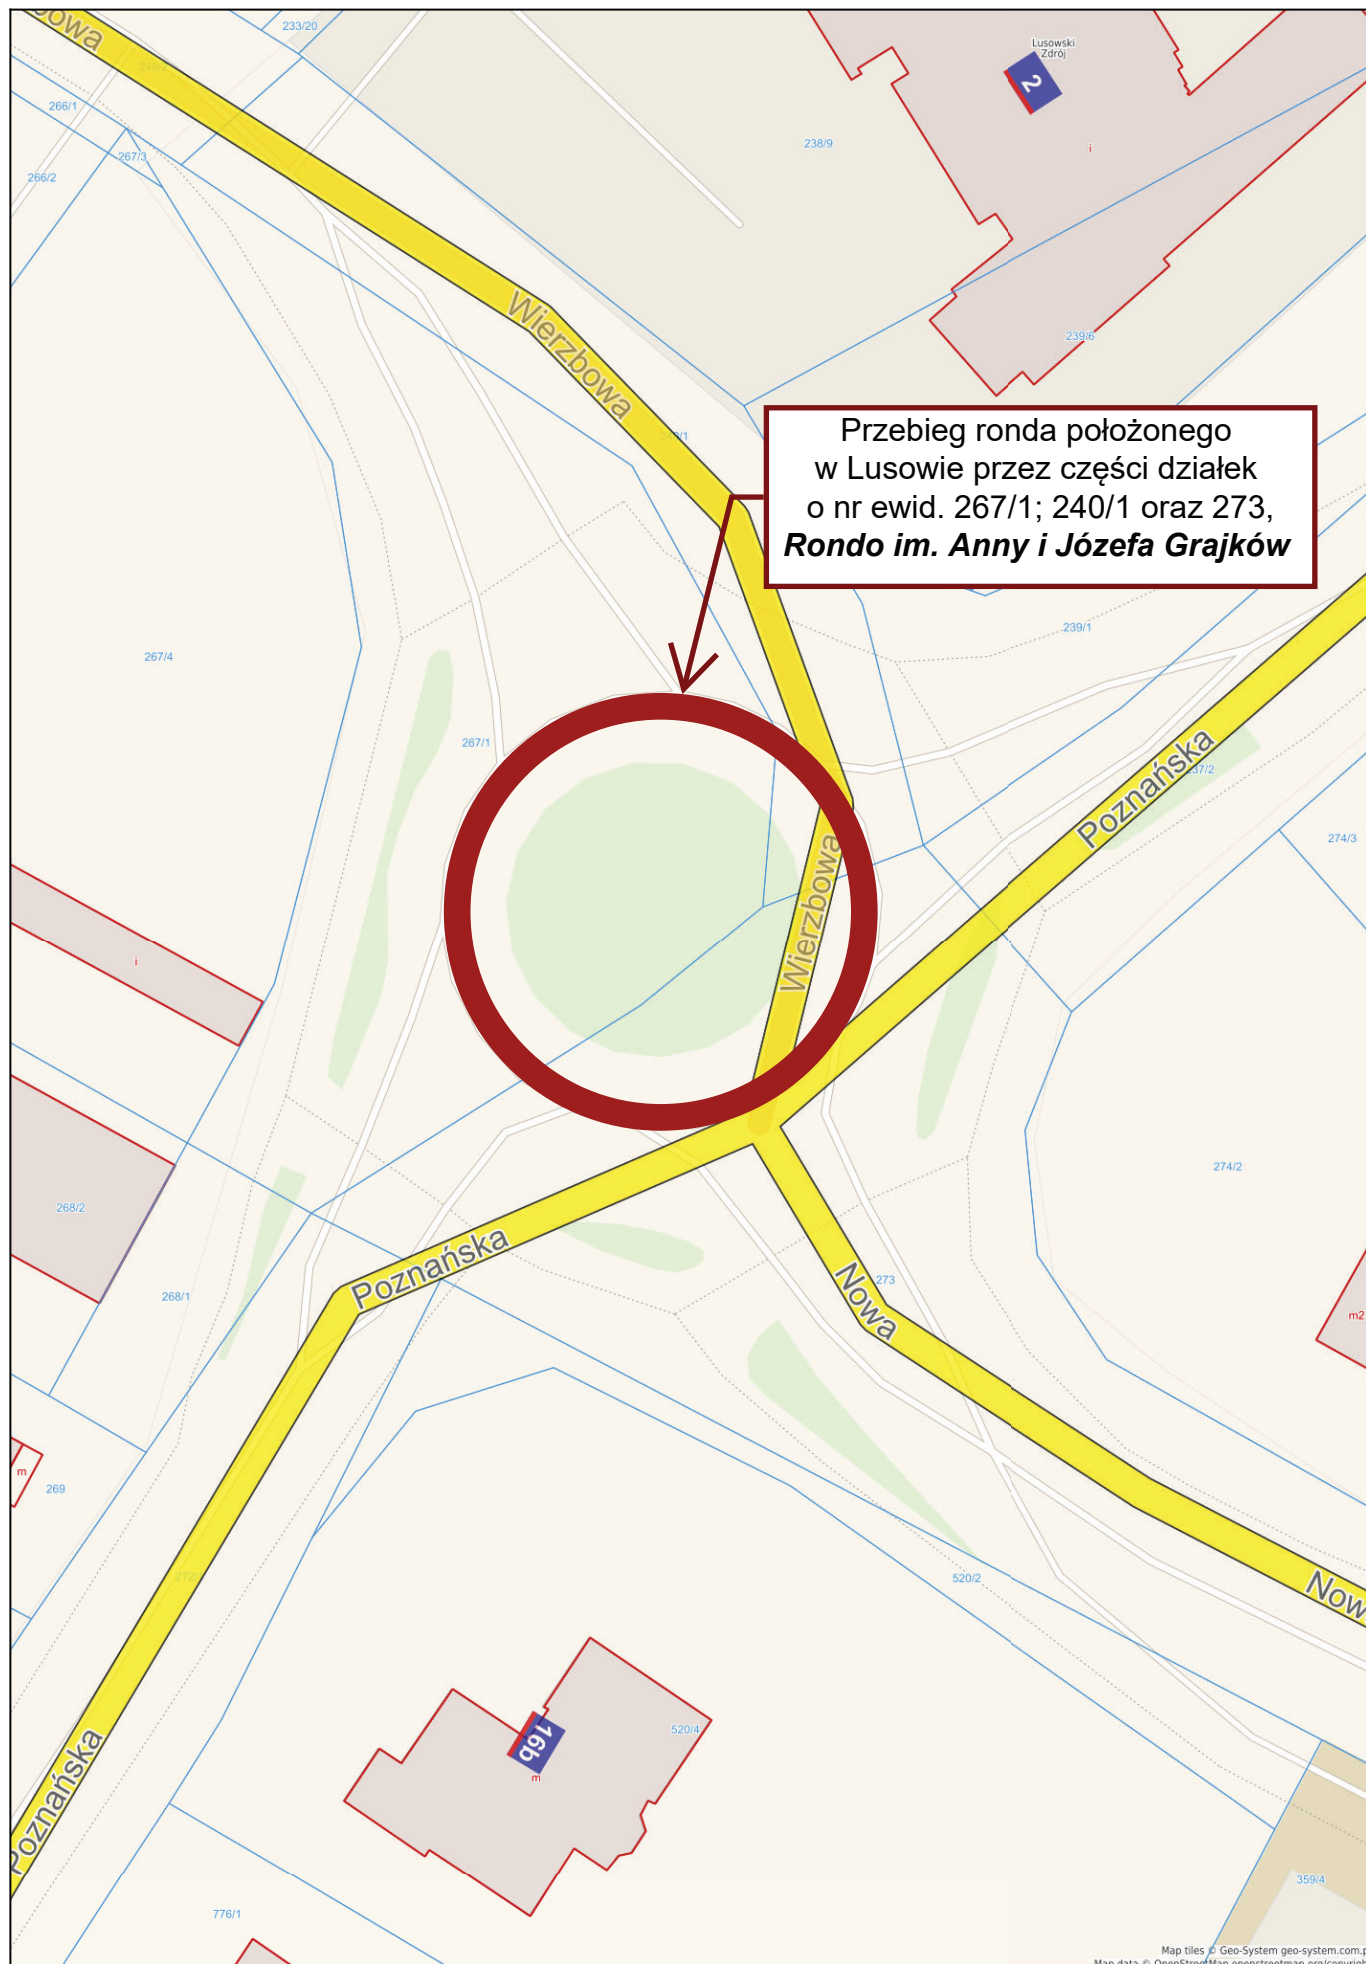 233/20
Lusowski
Zdrój
2
266/1
238/9
i
267/3
266/2
Wierzbowa
239/6
Przebieg ronda położonego
w Lusowie przez części działek
o nr ewid. 267/1; 240/1 oraz 273,
Rondo im. Anny i Józefa Grajków
239/1
267/4
267/1
Poznańska
274/3
Wierzbowa
i
274/2
268/2
Poznańska
273
Nowa
268/1
m2
m
269
520/2
520/4
16b
m
Poznańska
359/4
776/1
Map tiles © Geo-System geo-system.com.p